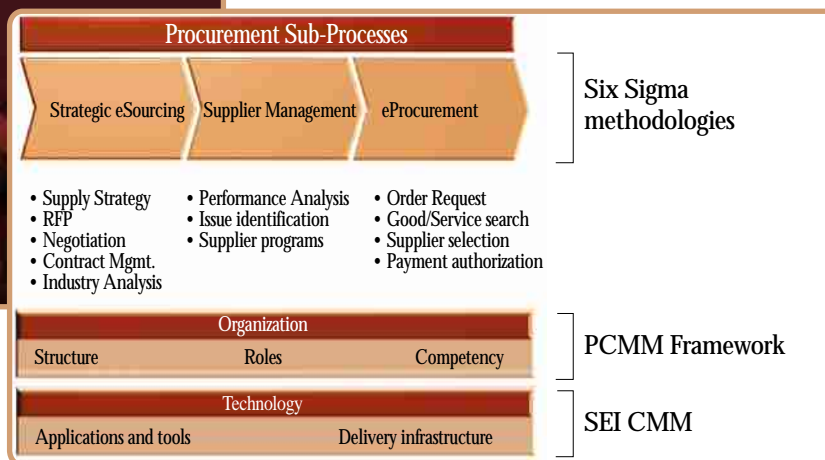 Procurement Sub-Processes
Strategic eSourcing
Supplier Management
eProcurement
Six Sigma
methodologies
• Supply Strategy
• RFP
• Negotiation
• Contract Mgmt.
• Industry Analysis
• Performance Analysis
• Issue identification
• Supplier programs
• Order Request
• Good/Service search
• Supplier selection
• Payment authorization
Organization
Structure
Roles
Competency
PCMM Framework
Technology
Applications and tools
Delivery infrastructure
SEI CMM